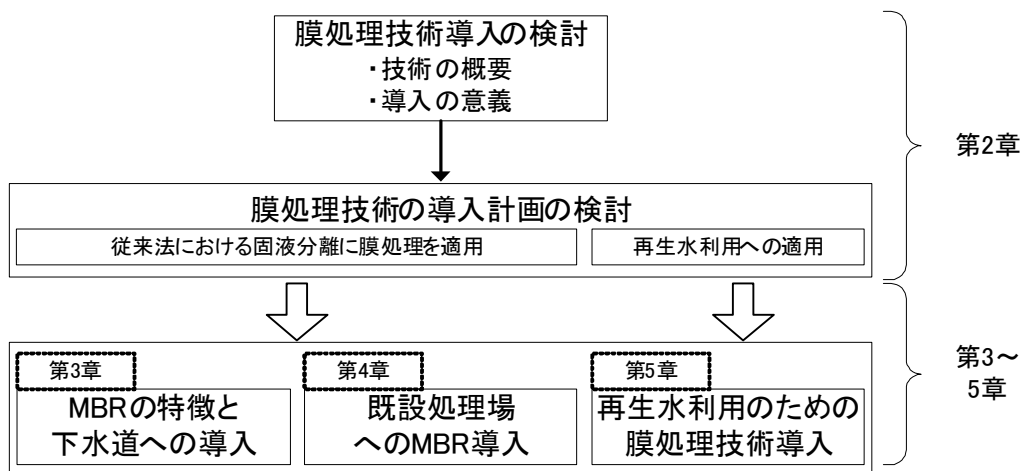 膜処理技術導入の検討
・技術の概要
・導入の意義
第2章
膜処理技術の導入計画の検討
従来法における固液分離に膜処理を適用
再生水利用への適用
第3～
5章
第3章
MBRの特徴と
下水道への導入
第4章
既設処理場
へのMBR導入
第5章
再生水利用のための
膜処理技術導入